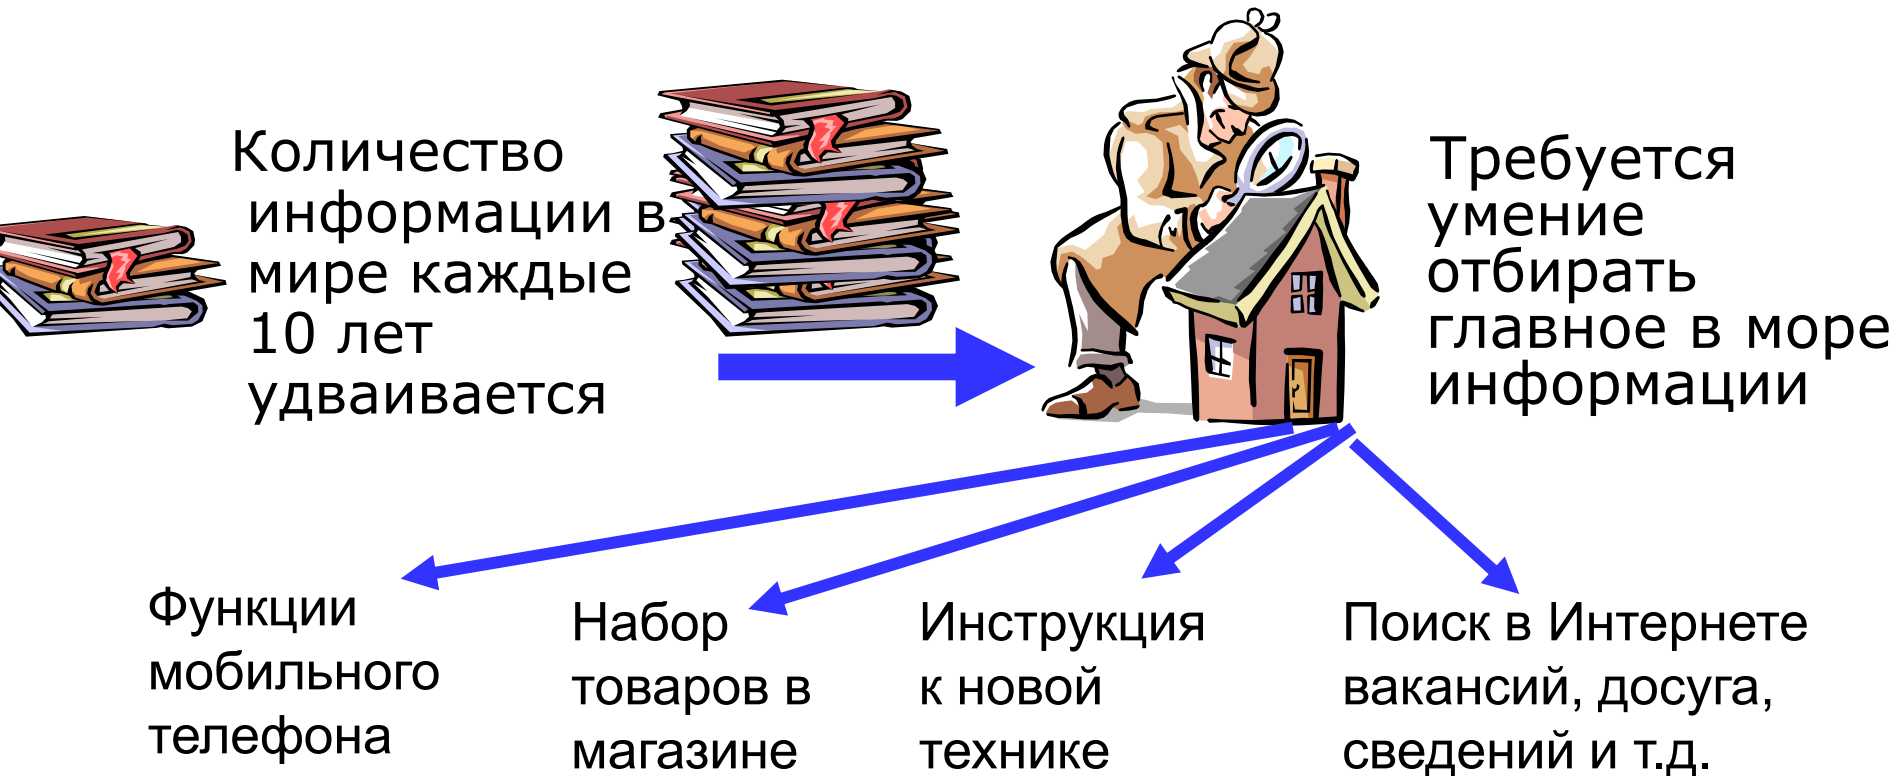 Количество
информации в
мире каждые
10 лет
удваивается
Требуется
умение
отбирать
главное в море
информации
Функции
мобильного
телефона
Набор
товаров в
магазине
Инструкция
к новой
технике
Поиск в Интернете
вакансий, досуга,
сведений и т.д.